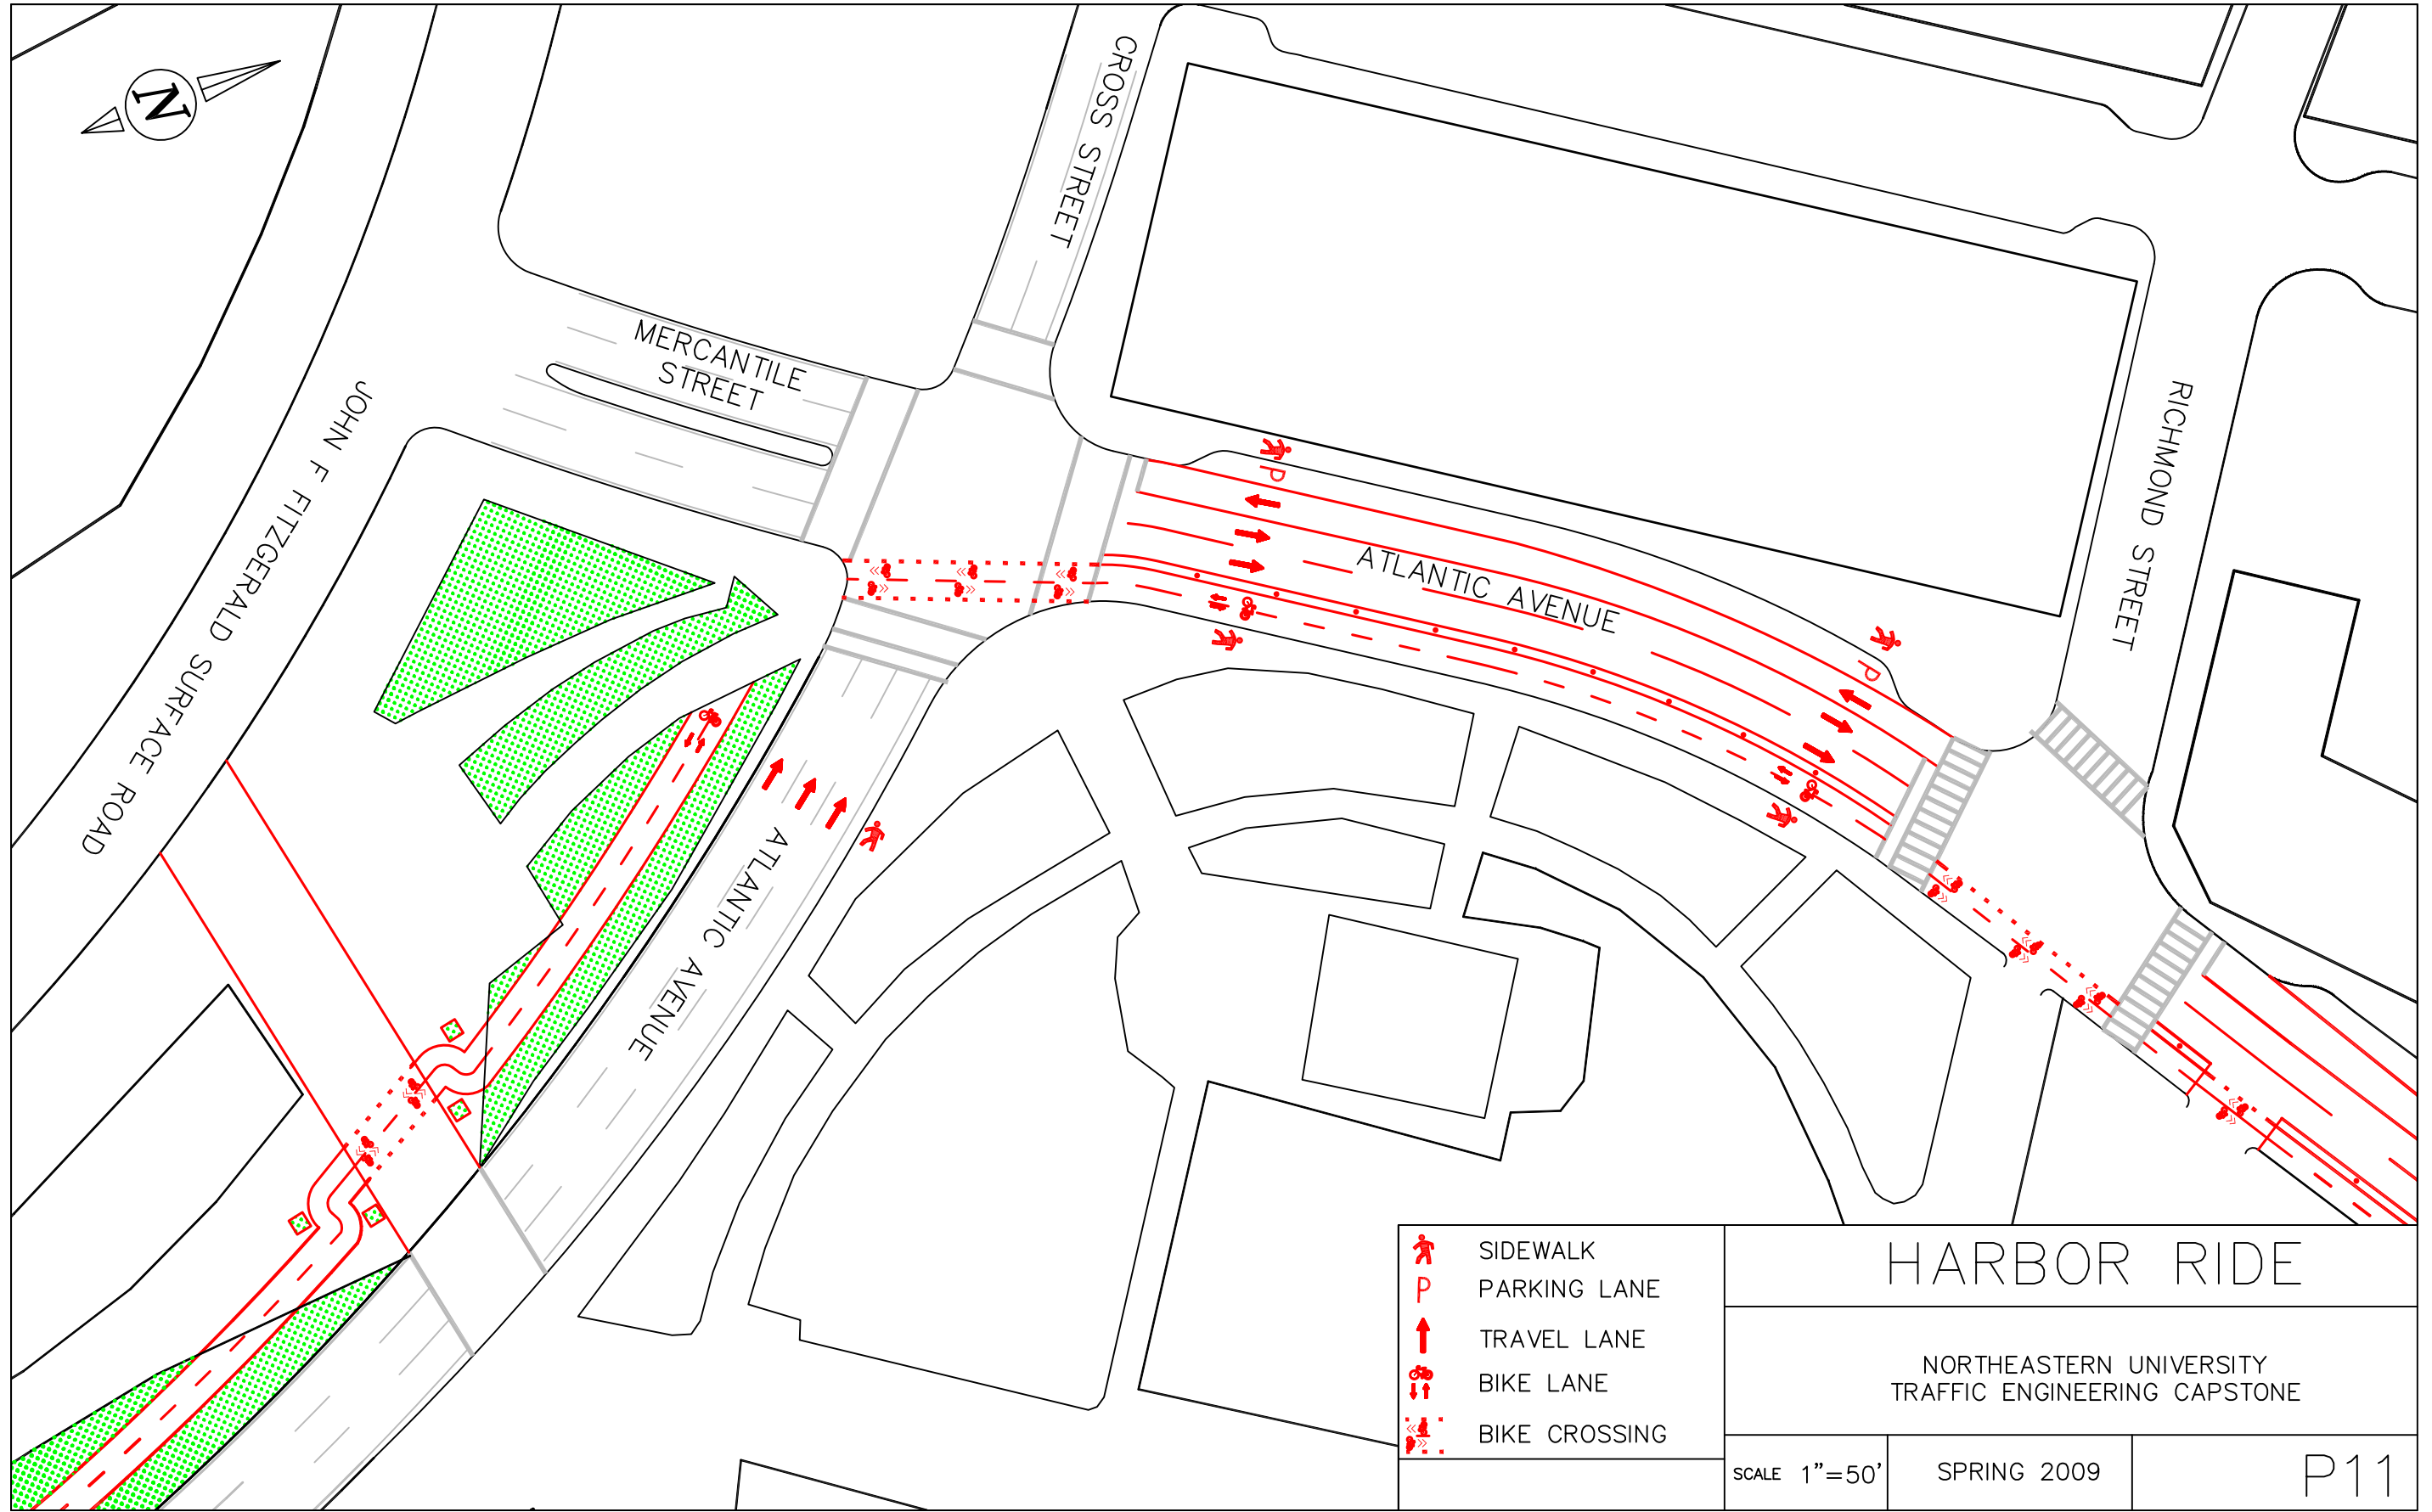 N
CROSS STREET
MERCANTILE
STREET
JOHN F FITZGERALD SURFACE ROAD
P
ATLANTIC AVENUE
P
RICHMOND STREET
ATLANTIC AVENUE
SIDEWALK
P PARKING LANE
TRAVEL LANE
BIKE LANE
BIKE CROSSING
HARBOR RIDE
NORTHEASTERN UNIVERSITY
TRAFFIC ENGINEERING CAPSTONE
SCALE 1"=50'
SPRING 2009
P11